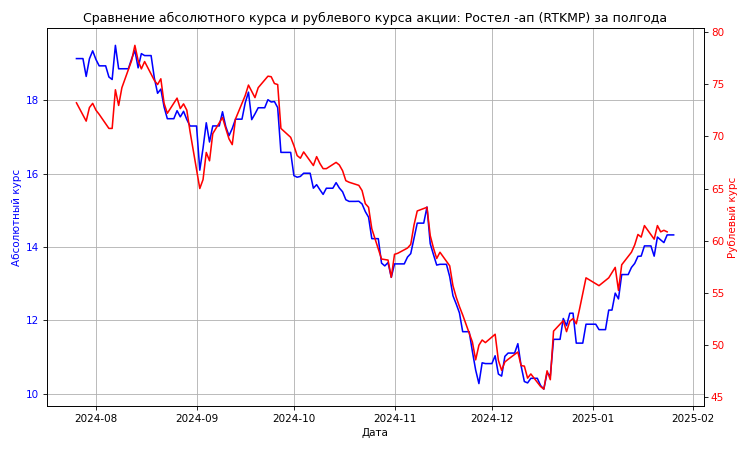 Сравнение абсолютного курса и рублевого курса акции: Ростел -ап (RTKMP) за полгода
80
75
70
65
60
55
50
45
18
16
14
12
10
Абсолютный курс
Рублевый курс
2024-08 2024-09 2024-10 2024-11 2024-12 2025-01 2025-02
Дата